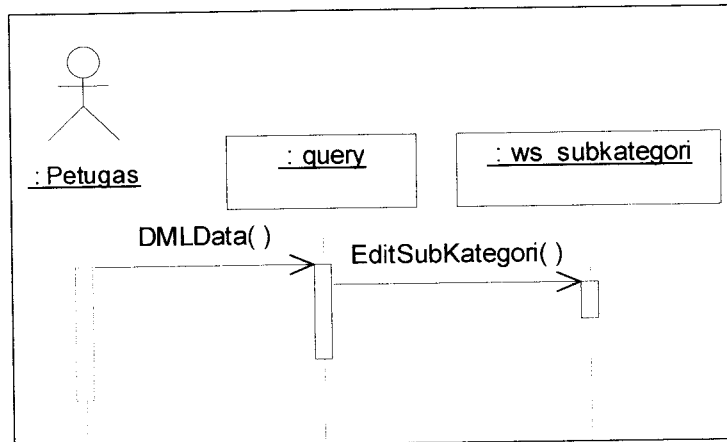 : Petugas
: query
: ws_subkategori
DMLData( )
EditSubKategori( )